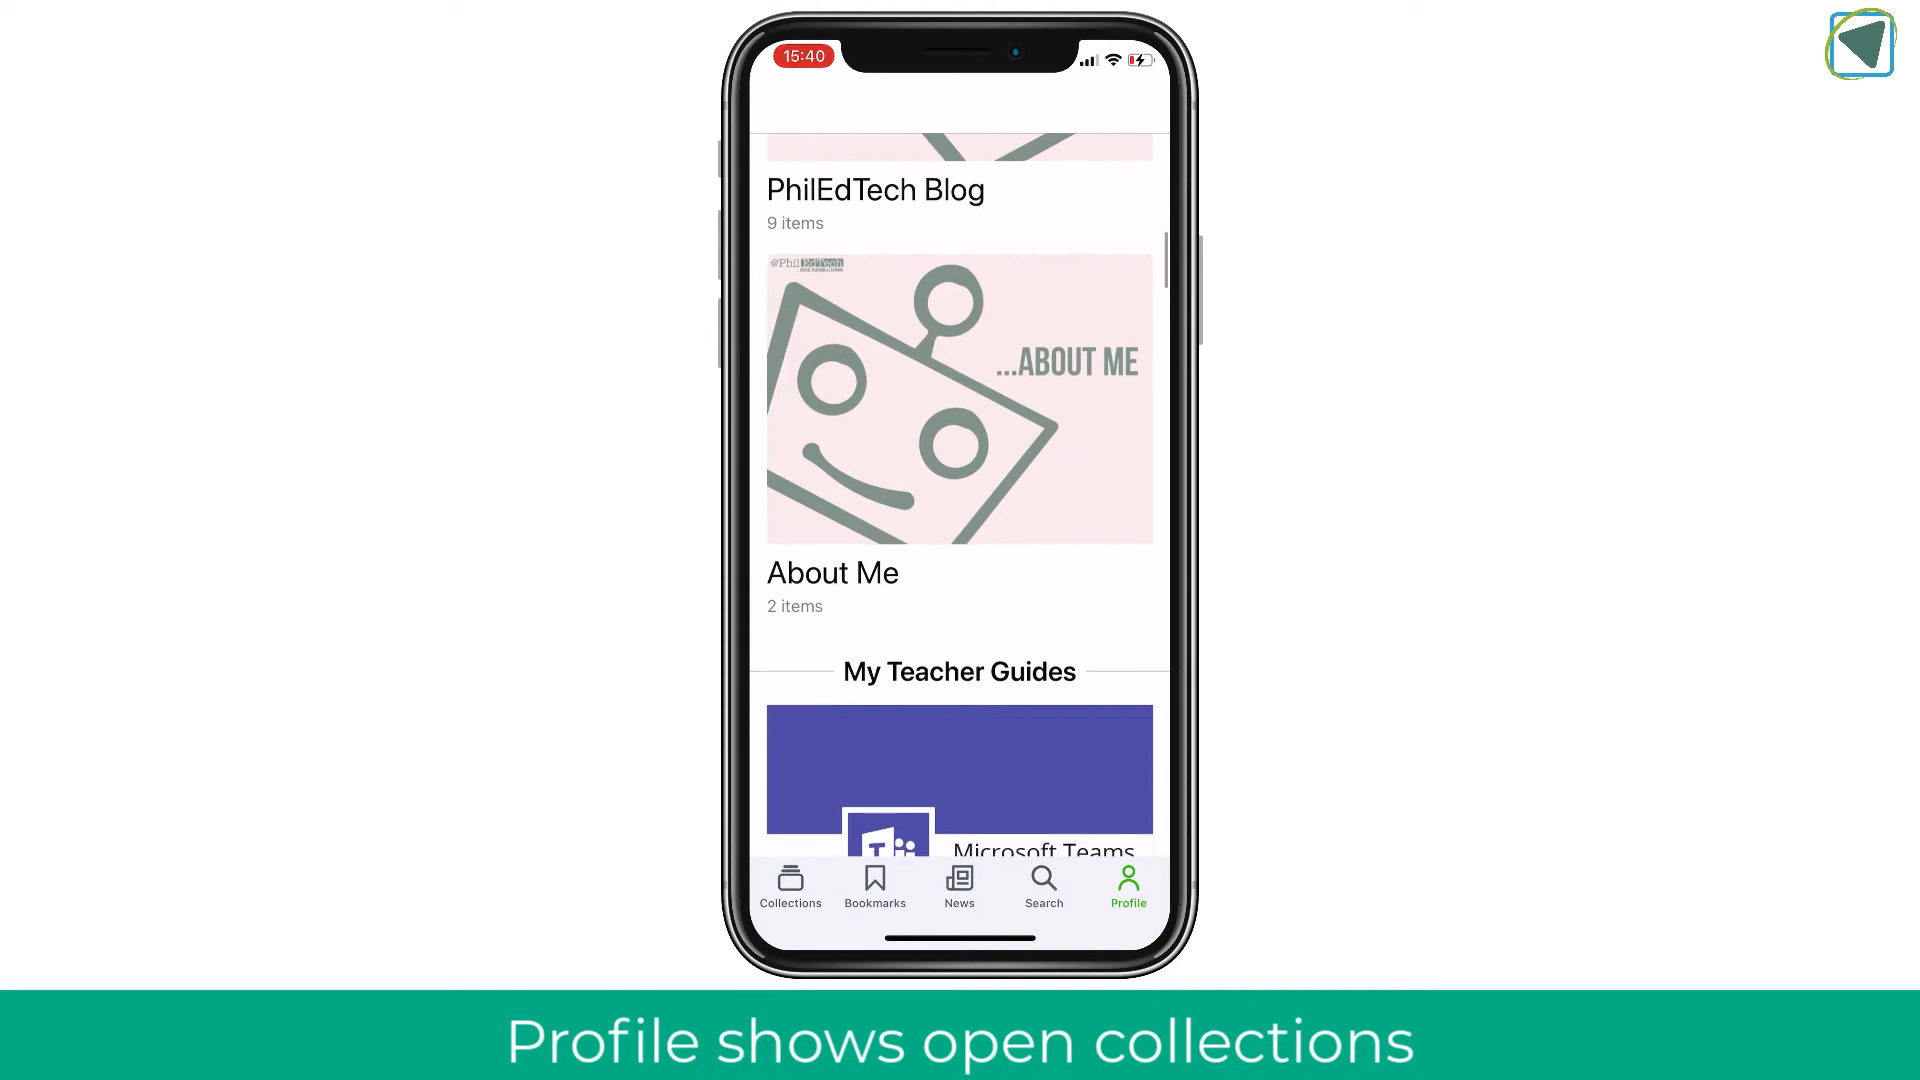 15:40
PhilEdTech Blog
9 items
@PhilEdTech
...ABOUT ME
About Me
2 items
My Teacher Guides
Microsoft Teams
Collections
Bookmarks
News
Search
Profile
Profile shows open collections